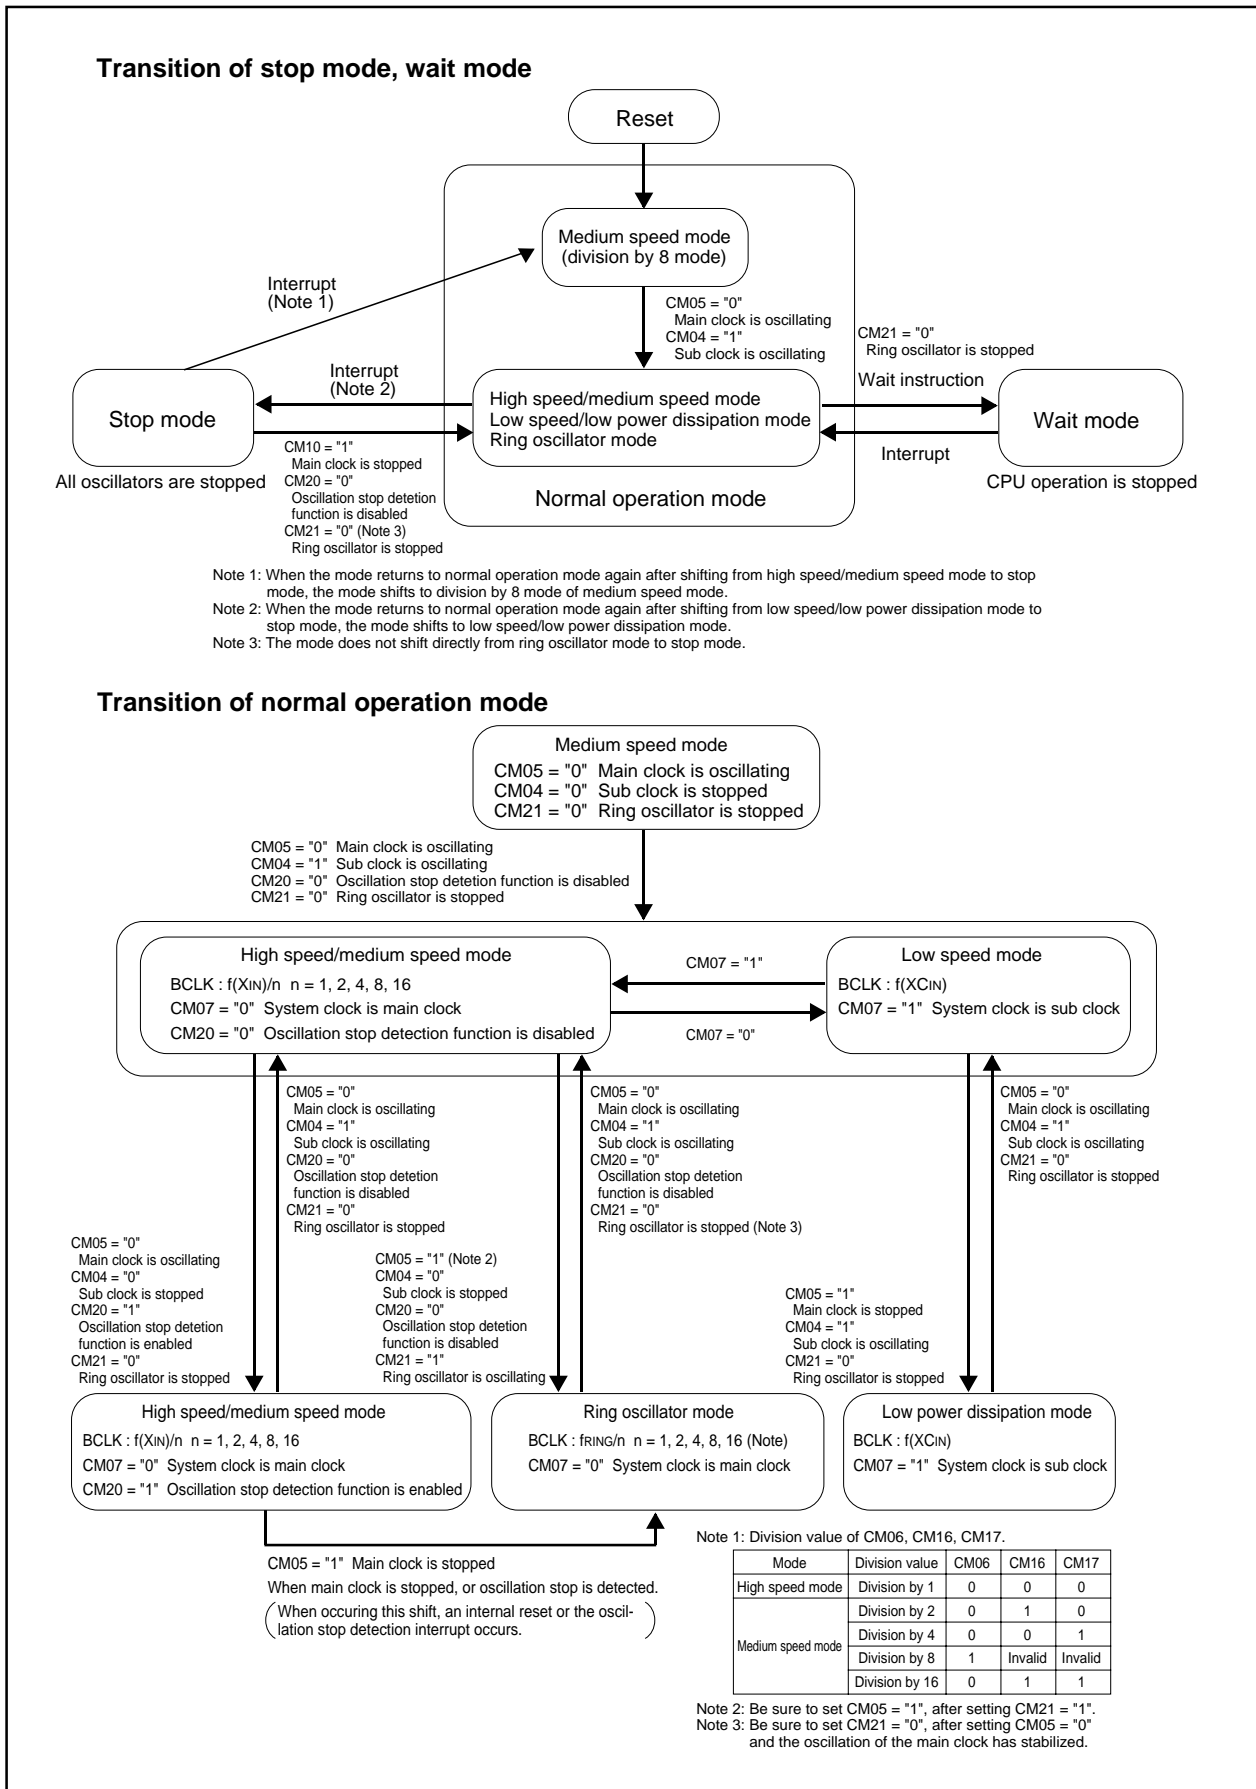 Transition of stop mode, wait mode
Reset
Medium speed mode
(division by 8 mode)
Interrupt
(Note 1)
CM05 = "0"
Main clock is oscillating
CM04 = "1"
Sub clock is oscillating
CM21 = "0"
Ring oscillator is stopped
Interrupt
(Note 2)
Wait instruction
Stop mode
High speed/medium speed mode
Low speed/low power dissipation mode
Ring oscillator mode
Wait mode
Interrupt
All oscillators are stopped
CM10 = "1"
Main clock is stopped
CM20 = "0"
Oscillation stop detetion
function is disabled
CM21 = "0" (Note 3)
Ring oscillator is stopped
Normal operation mode
CPU operation is stopped
Note 1: When the mode returns to normal operation mode again after shifting from high speed/medium speed mode to stop
mode, the mode shifts to division by 8 mode of medium speed mode.
Note 2: When the mode returns to normal operation mode again after shifting from low speed/low power dissipation mode to
stop mode, the mode shifts to low speed/low power dissipation mode.
Note 3: The mode does not shift directly from ring oscillator mode to stop mode.
Transition of normal operation mode
Medium speed mode
CM05 = "0" Main clock is oscillating
CM04 = "0" Sub clock is stopped
CM21 = "0" Ring oscillator is stopped
CM05 = "0" Main clock is oscillating
CM04 = "1" Sub clock is oscillating
CM20 = "0" Oscillation stop detetion function is disabled
CM21 = "0" Ring oscillator is stopped
High speed/medium speed mode
BCLK : f(XIN)/n n = 1, 2, 4, 8, 16
CM07 = "0" System clock is main clock
CM20 = "0" Oscillation stop detection function is disabled
CM07 = "1"
CM07 = "0"
Low speed mode
BCLK : f(XCIN)
CM07 = "1" System clock is sub clock
CM05 = "0"
Main clock is oscillating
CM04 = "1"
Sub clock is oscillating
CM20 = "0"
Oscillation stop detetion
function is disabled
CM21 = "0"
Ring oscillator is stopped
CM05 = "0"
Main clock is oscillating
CM04 = "1"
Sub clock is oscillating
CM20 = "0"
Oscillation stop detetion
function is disabled
CM21 = "0"
Ring oscillator is stopped (Note 3)
CM05 = "0"
Main clock is oscillating
CM04 = "1"
Sub clock is oscillating
CM21 = "0"
Ring oscillator is stopped
CM05 = "0"
Main clock is oscillating
CM04 = "0"
Sub clock is stopped
CM20 = "1"
Oscillation stop detetion
function is enabled
CM21 = "0"
Ring oscillator is stopped
CM05 = "1" (Note 2)
CM04 = "0"
Sub clock is stopped
CM20 = "0"
Oscillation stop detetion
function is disabled
CM21 = "1"
Ring oscillator is oscillating
CM05 = "1"
Main clock is stopped
CM04 = "1"
Sub clock is oscillating
CM21 = "0"
Ring oscillator is stopped
High speed/medium speed mode
BCLK : f(XIN)/n n = 1, 2, 4, 8, 16
CM07 = "0" System clock is main clock
CM20 = "1" Oscillation stop detection function is enabled
Ring oscillator mode
BCLK : fRING/n n = 1, 2, 4, 8, 16 (Note)
CM07 = "0" System clock is main clock
Low power dissipation mode
BCLK : f(XCIN)
CM07 = "1" System clock is sub clock
CM05 = "1" Main clock is stopped
When main clock is stopped, or oscillation stop is detected.
(When occuring this shift, an internal reset or the oscil-
lation stop detection interrupt occurs.)
Note 1: Division value of CM06, CM16, CM17.
Mode Division value CM06 CM16 CM17
High speed mode Division by 1 0 0 0
Medium speed mode Division by 2 0 1 0
Division by 4 0 0 1
Division by 8 1 Invalid Invalid
Division by 16 0 1 1
Note 2: Be sure to set CM05 = "1", after setting CM21 = "1".
Note 3: Be sure to set CM21 = "0", after setting CM05 = "0"
and the oscillation of the main clock has stabilized.